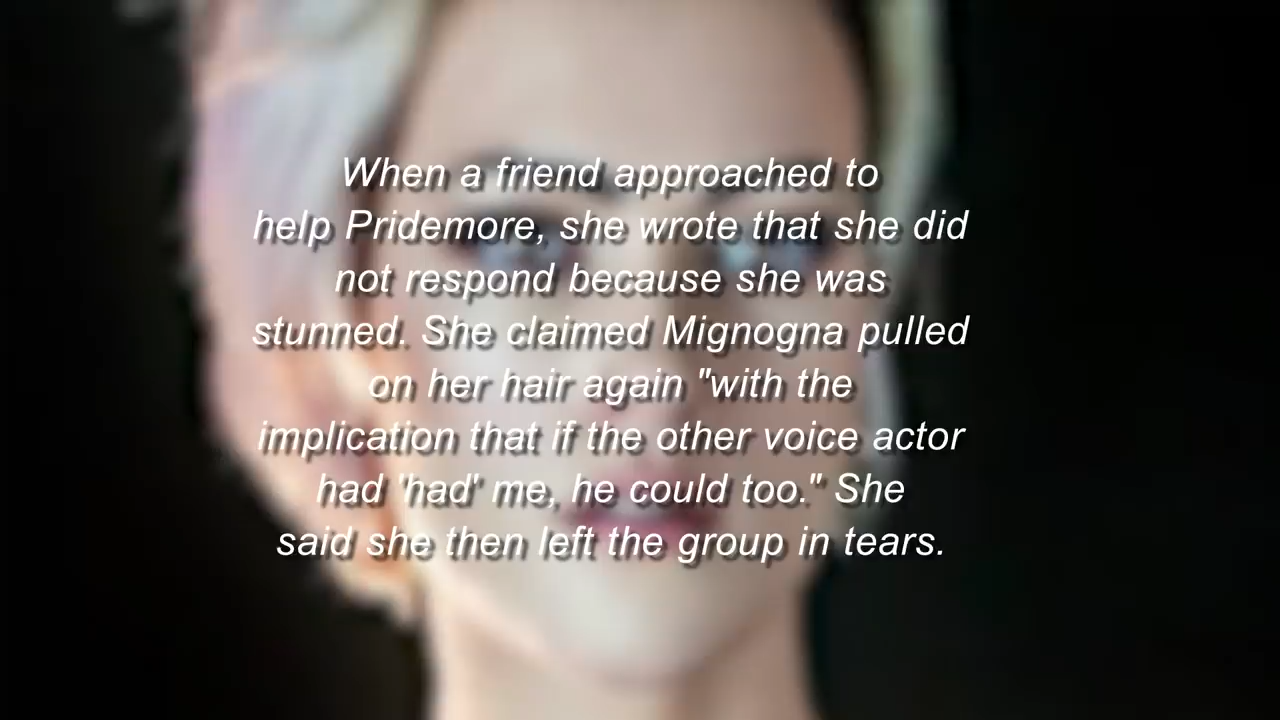 When a friend approached to
help Pridemore, she wrote that she did
not respond because she was
stunned. She claimed Mignogna pulled
on her hair again "with the
implication that if the other voice actor
had 'had' me, he could too." She
said she then left the group in tears.